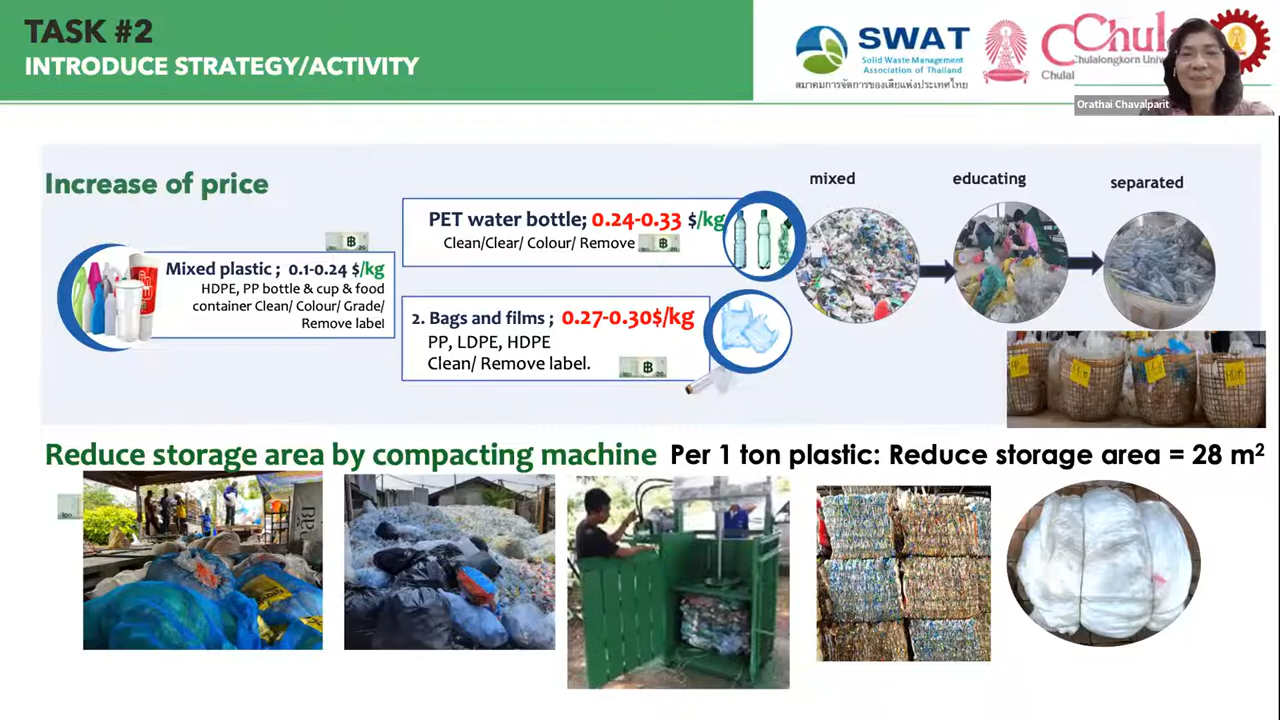 TASK #2
INTRODUCE STRATEGY/ACTIVITY
SWAT
Solid Waste Management
Association of Thailand
สมาคมการจัดการของเสียแห่งประเทศไทย
Chula
Chulalongkorn
Chulal
Orathai Chavalparit
Increase of price
Mixed plastic ; 0.1-0.24 $/kg
HDPE, PP bottle & cup & food
container Clean/ Colour/ Grade/
Remove label
PET water bottle; 0.24-0.33 $/kg
Clean/Clear/ Colour/ Remove
2. Bags and films ; 0.27-0.30$/kg
PP, LDPE, HDPE
Clean/ Remove label.
mixed
educating
separated
Reduce storage area by compacting machine
Per 1 ton plastic: Reduce storage area = 28 m²